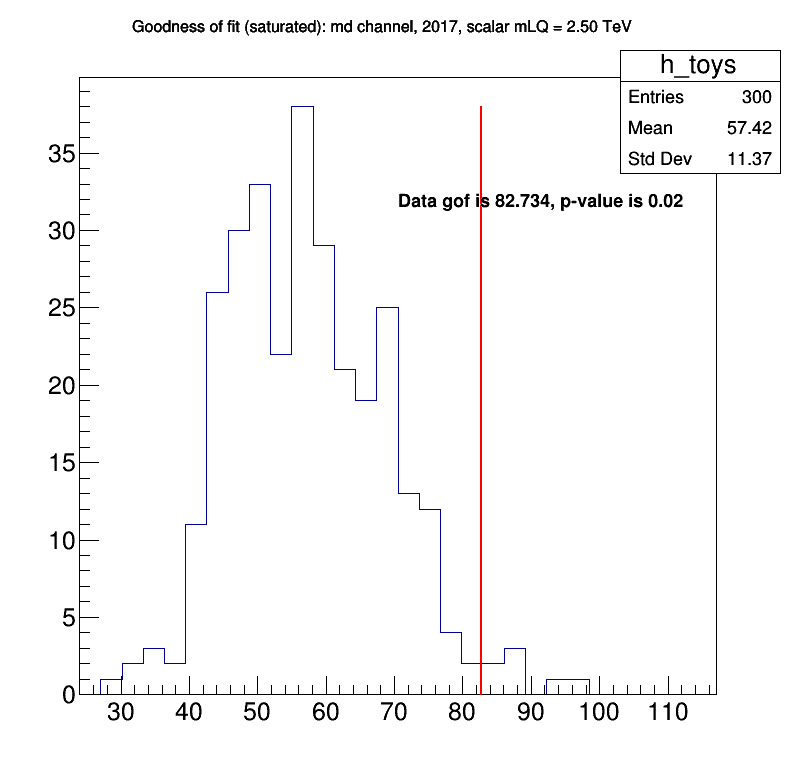 Goodness of fit (saturated): md channel, 2017, scalar mLQ = 2.50 TeV
h_toys
Entries 300
Mean 57.42
Std Dev 11.37
Data gof is 82.734, p-value is 0.02
35
30
25
20
15
10
5
0
30 40 50 60 70 80 90 100 110